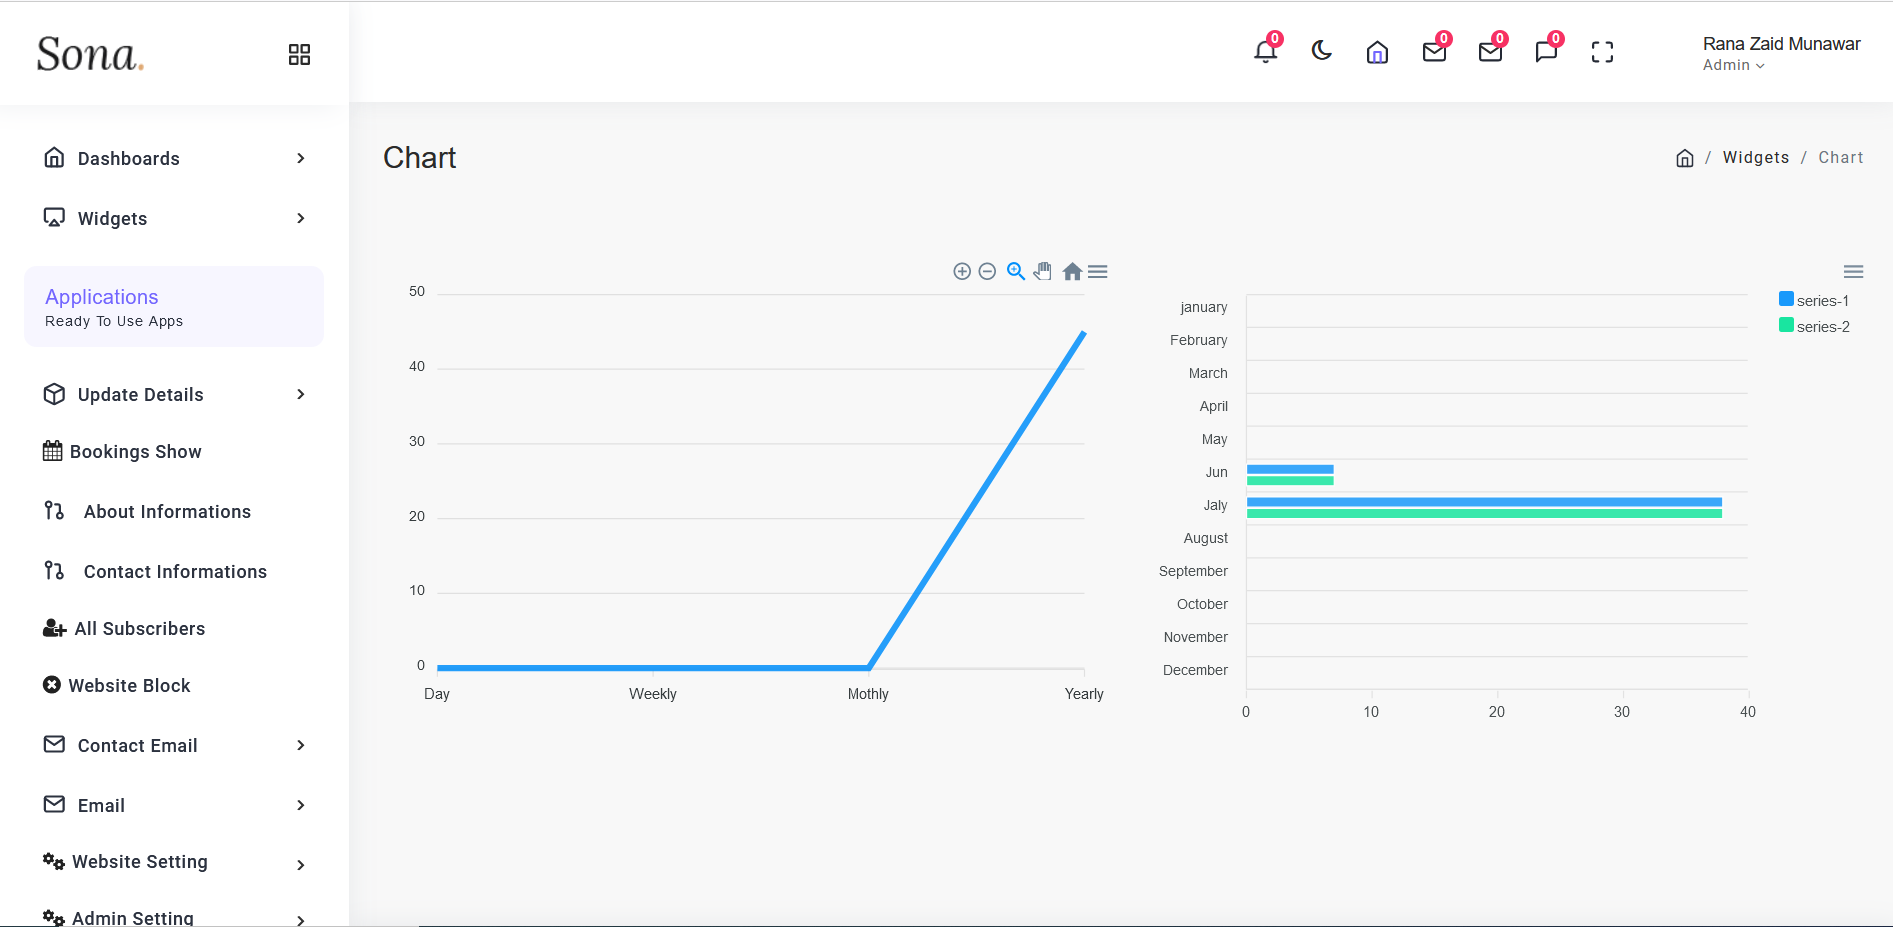 Sona.
0
0
0
0
Rana Zaid Munawar
Admin
Dashboards
Widgets
Applications
Ready To Use Apps
Update Details
Bookings Show
About Informations
Contact Informations
All Subscribers
Website Block
Contact Email
Email
Website Setting
Admin Setting
Chart
/ Widgets / Chart
50
40
30
20
10
0
Day Weekly Mothly Yearly
january
February
March
April
May
Jun
Jaly
August
September
October
November
December
0 10 20 30 40
series-1
series-2